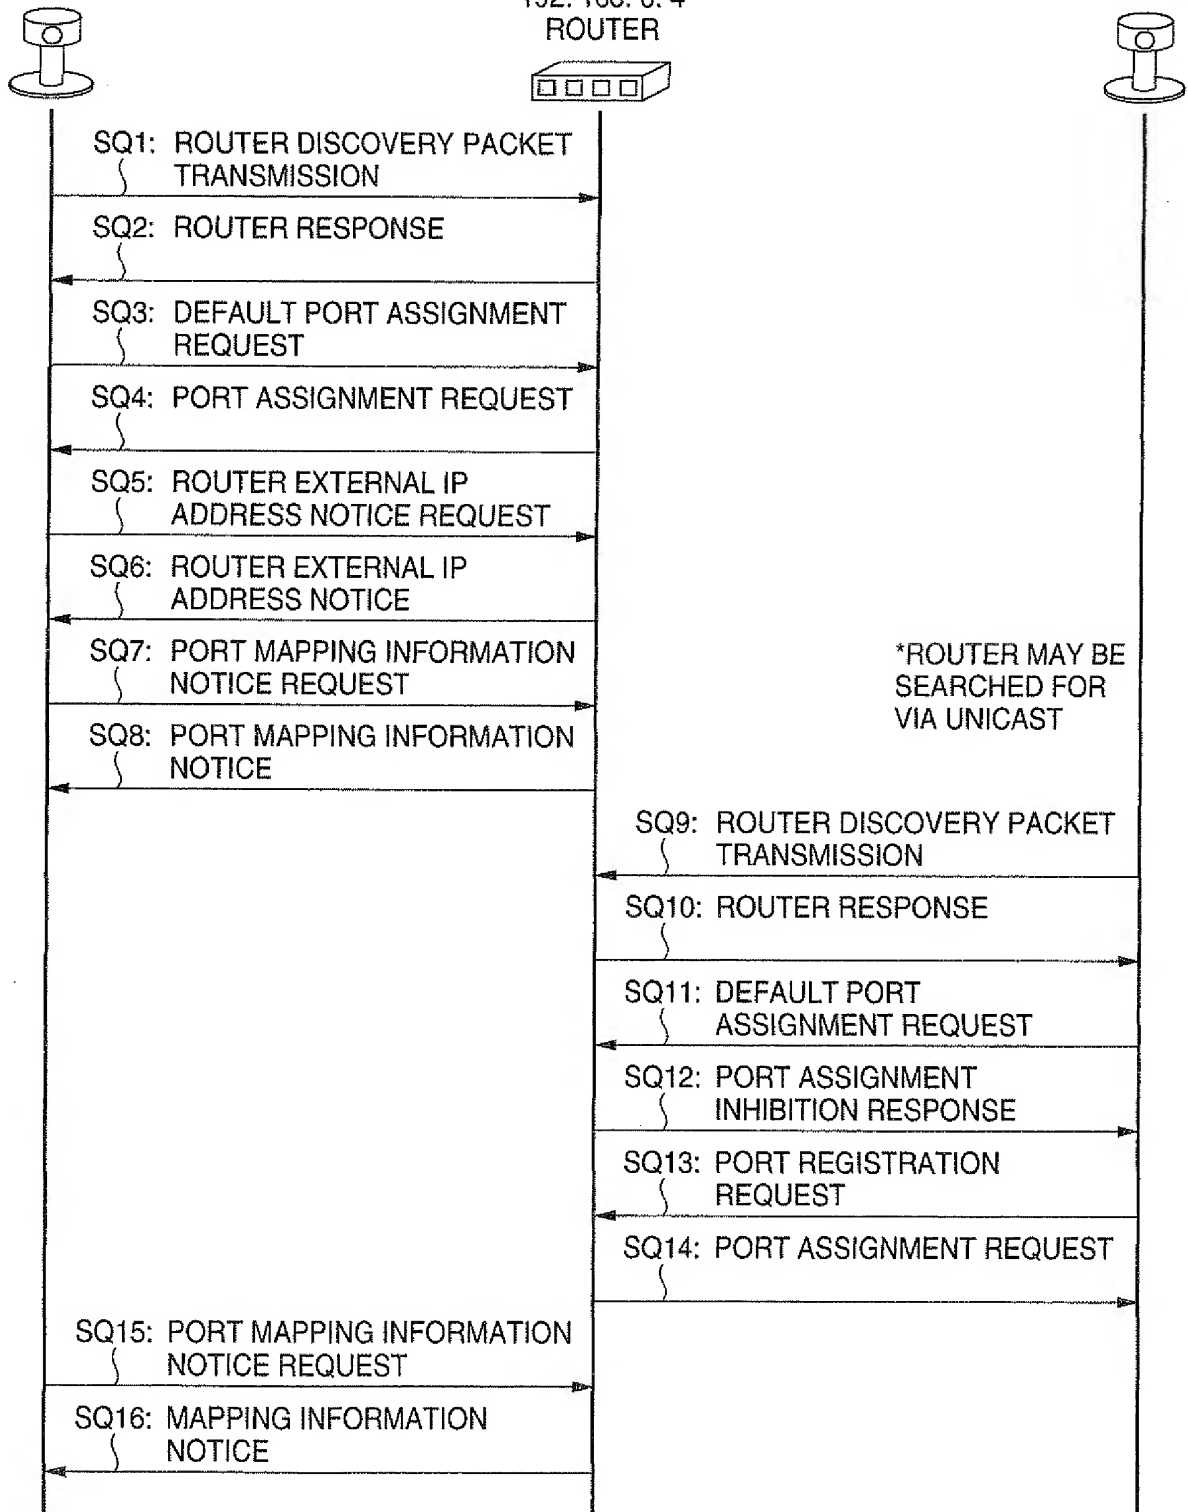 ROUTER
SQ1: ROUTER DISCOVERY PACKET
TRANSMISSION
SQ2: ROUTER RESPONSE
SQ3: DEFAULT PORT ASSIGNMENT
REQUEST
SQ4: PORT ASSIGNMENT REQUEST
SQ5: ROUTER EXTERNAL IP
ADDRESS NOTICE REQUEST
SQ6: ROUTER EXTERNAL IP
ADDRESS NOTICE
SQ7: PORT MAPPING INFORMATION
NOTICE REQUEST
*ROUTER MAY BE
SEARCHED FOR
VIA UNICAST
SQ8: PORT MAPPING INFORMATION
NOTICE
SQ9: ROUTER DISCOVERY PACKET
TRANSMISSION
SQ10: ROUTER RESPONSE
SQ11: DEFAULT PORT
ASSIGNMENT REQUEST
SQ12: PORT ASSIGNMENT
INHIBITION RESPONSE
SQ13: PORT REGISTRATION
REQUEST
SQ14: PORT ASSIGNMENT REQUEST
SQ15: PORT MAPPING INFORMATION
NOTICE REQUEST
SQ16: MAPPING INFORMATION
NOTICE